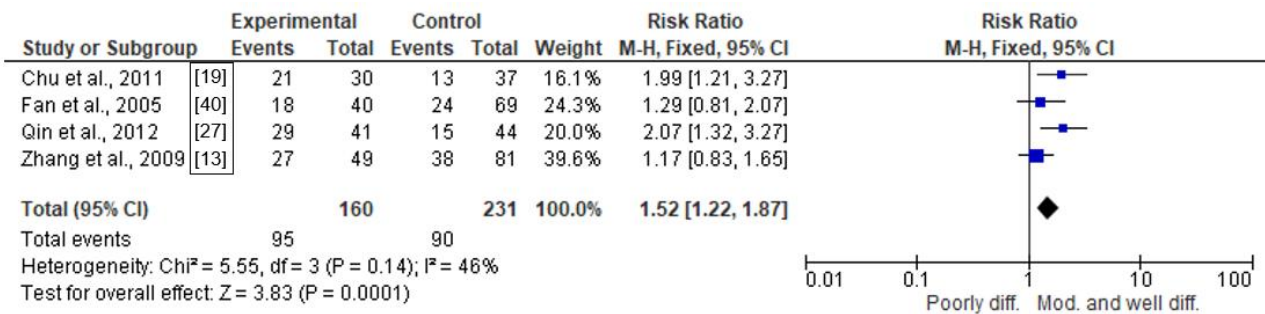 Experimental Control Risk Ratio Risk Ratio
Study or Subgroup Events Total Events Total Weight M-H, Fixed, 95% CI M-H, Fixed, 95% CI
Chu et al., 2011 [19] 21 30 13 37 16.1% 1.99 [1.21, 3.27]
Fan et al., 2005 [40] 18 40 24 69 24.3% 1.29 [0.81, 2.07]
Qin et al., 2012 [27] 29 41 15 44 20.0% 2.07 [1.32, 3.27]
Zhang et al., 2009 [13] 27 49 38 81 39.6% 1.17 [0.83, 1.65]
Total (95% CI) 160 231 100.0% 1.52 [1.22, 1.87]
Total events 95 90
Heterogeneity: Chi² = 5.55, df = 3 (P = 0.14); I² = 46%
Test for overall effect: Z = 3.83 (P = 0.0001)
0.01 0.1 1 10 100
Poorly diff. Mod. and well diff.